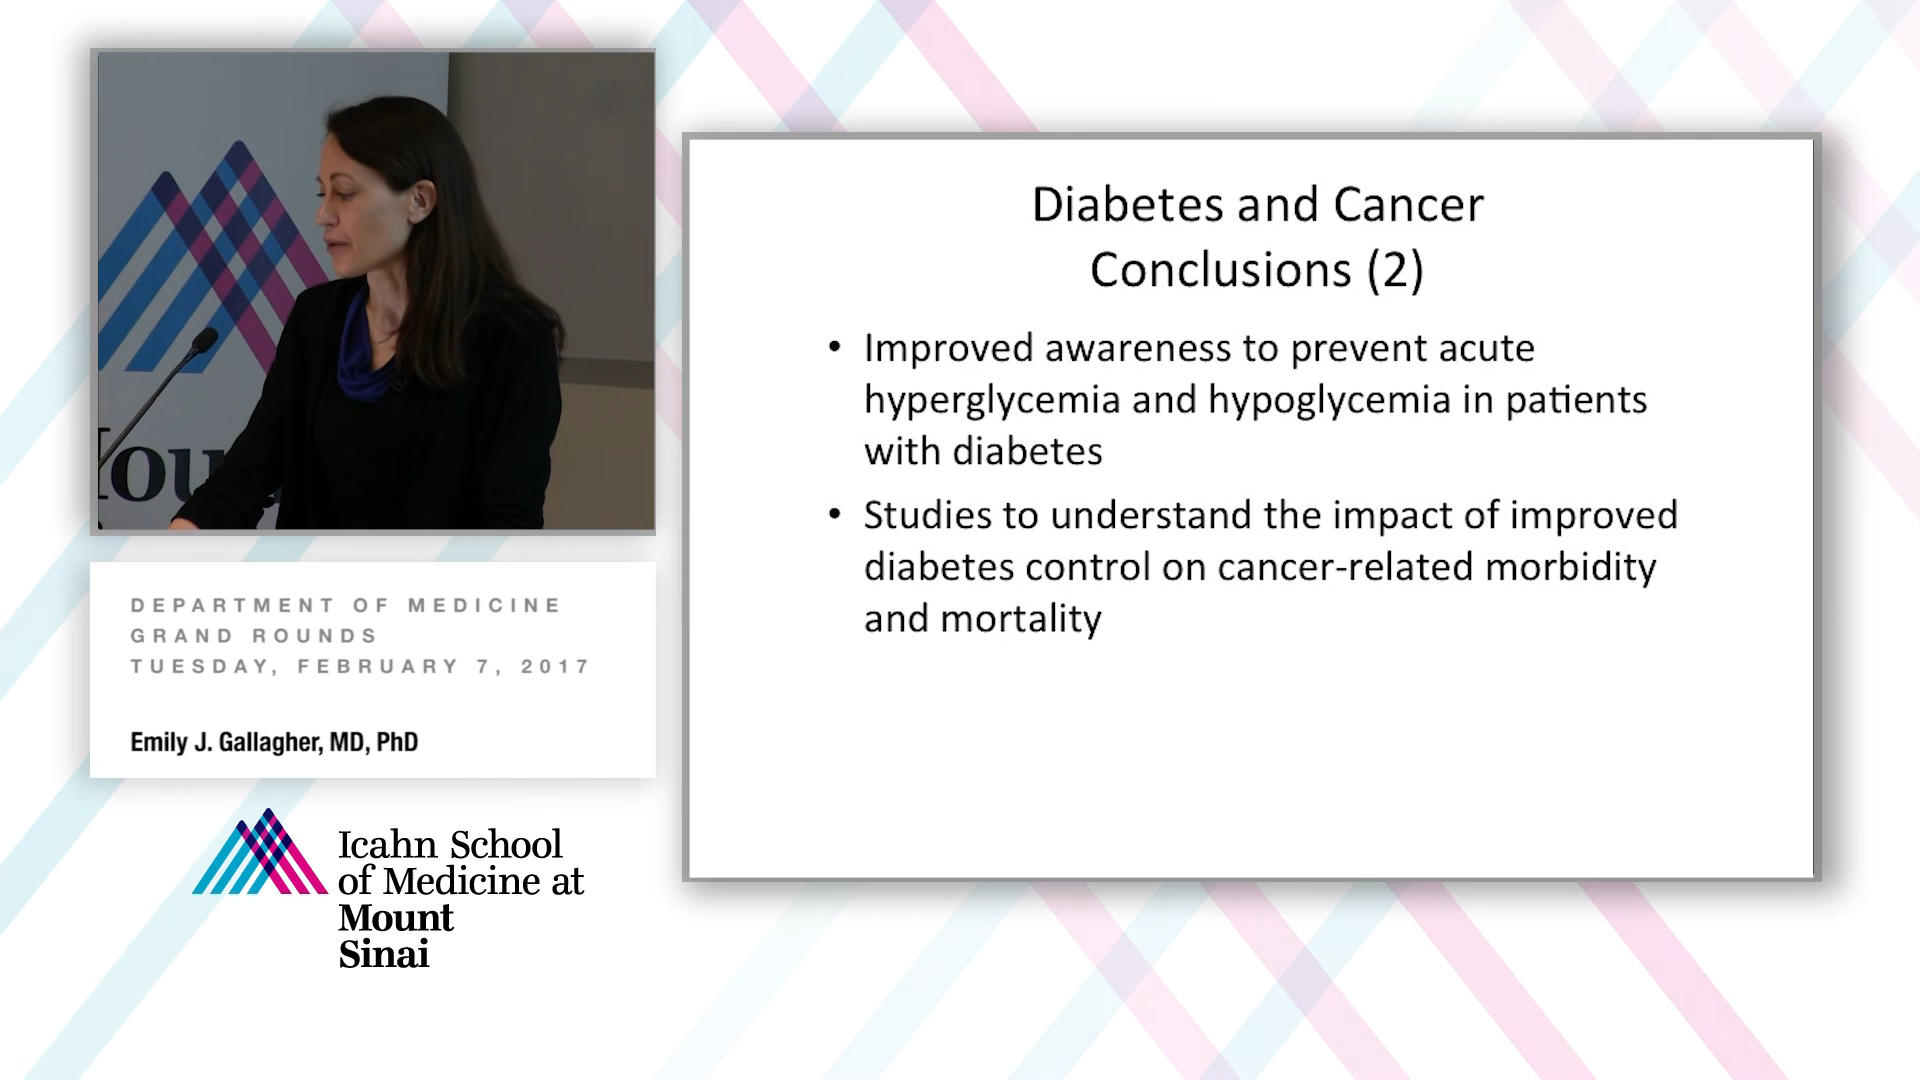 DEPARTMENT OF MEDICINE
GRAND ROUNDS
TUESDAY, FEBRUARY 7, 2017
Emily J. Gallagher, MD, PhD
Icahn School
of Medicine at
Mount
Sinai
Diabetes and Cancer
Conclusions (2)
• Improved awareness to prevent acute
hyperglycemia and hypoglycemia in patients
with diabetes
• Studies to understand the impact of improved
diabetes control on cancer-related morbidity
and mortality